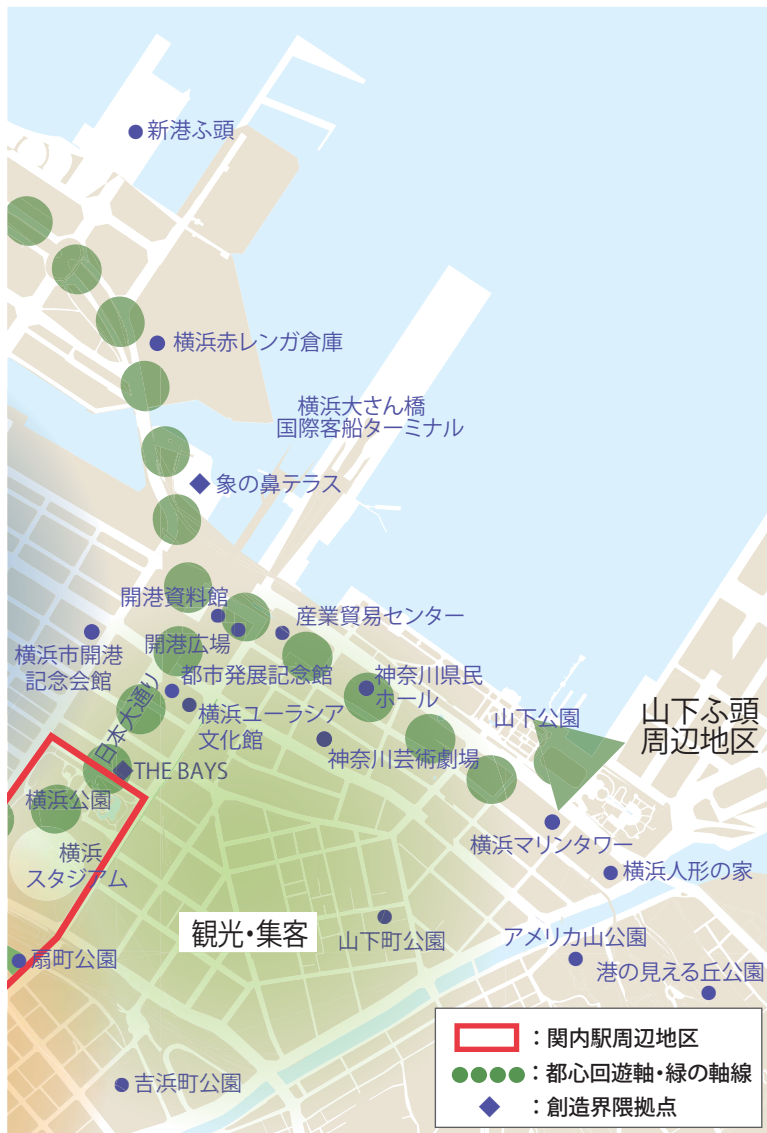 新港ふ頭
横浜赤レンガ倉庫
横浜大さん橋
国際客船ターミナル
象の鼻テラス
開港資料館
産業貿易センター
開港広場
横浜市開港
記念会館
都市発展記念館
神奈川県民
ホール
日本大通り
横浜ユーラシア
文化館
山下公園
山下ふ頭
周辺地区
神奈川芸術劇場
THE BAYS
横浜公園
横浜マリンタワー
横浜
スタジアム
横浜人形の家
観光・集客
山下町公園
アメリカ山公園
扇町公園
港の見える丘公園
吉浜町公園
：関内駅周辺地区
：都心回遊軸・緑の軸線
：創造界隈拠点